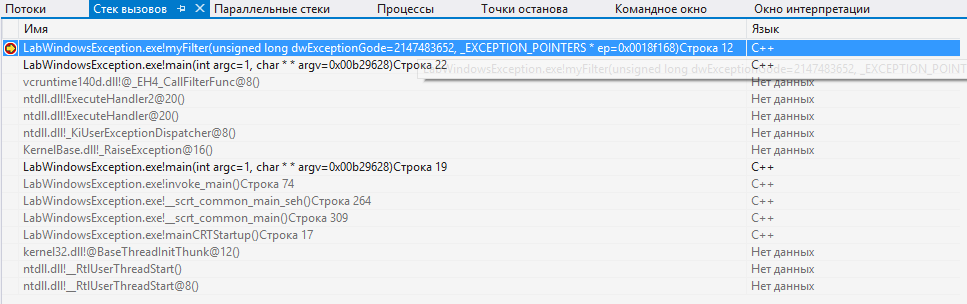 Потоки Стек вызовов Параллельные стеки Процессы Точки останова Командное окно Окно интерпретации
Имя Язык
LabWindowsException.exe!myFilter(unsigned long dwExceptionGode=2147483652, _EXCEPTION_POINTERS * ep=0x0018f168)Строка 12 C++
LabWindowsException.exe!main(int argc=1, char * * argv=0x00b29628)Строка 22 C++
LabWindowsException.exe!myFilter(unsigned long dwExceptionGode=2147483652, _EXCEPTION_POINT
vcruntime140d.dll!@_EH4_CallFilterFunc@8() Нет данных
ntdll.dll!ExecuteHandler2@20() Нет данных
ntdll.dll!ExecuteHandler@20() Нет данных
ntdll.dll!_KiUserExceptionDispatcher@8() Нет данных
KernelBase.dll!_RaiseException@16() Нет данных
LabWindowsException.exe!main(int argc=1, char * * argv=0x00b29628)Строка 19 C++
LabWindowsException.exe!invoke_main()Строка 74 C++
LabWindowsException.exe!__scrt_common_main_seh()Строка 264 C++
LabWindowsException.exe!__scrt_common_main()Строка 309 C++
LabWindowsException.exe!mainCRTStartup()Строка 17 C++
kernel32.dll!@BaseThreadInitThunk@12() Нет данных
ntdll.dll!__RtlUserThreadStart() Нет данных
ntdll.dll!__RtlUserThreadStart@8() Нет данных